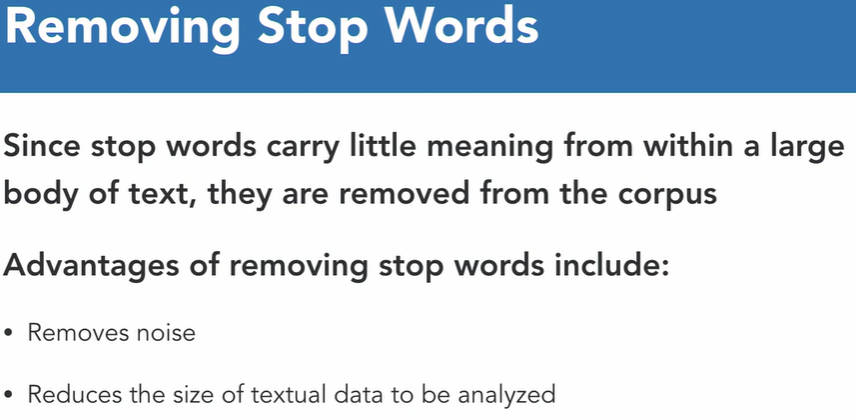 Removing Stop Words
Since stop words carry little meaning from within a large
body of text, they are removed from the corpus
Advantages of removing stop words include:
• Removes noise
• Reduces the size of textual data to be analyzed